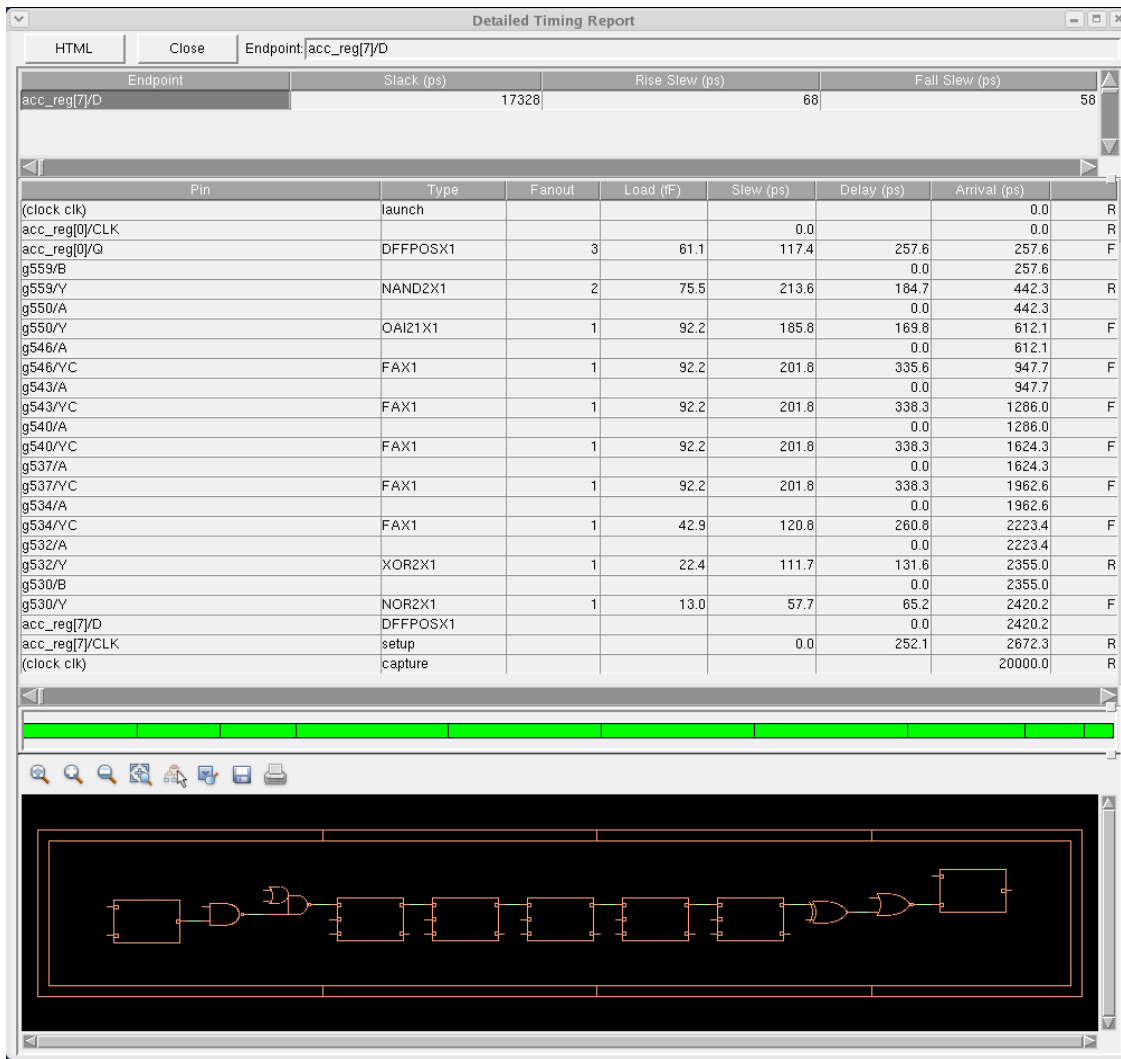 Detailed Timing Report
HTML Close Endpoint: acc_reg[7]/D
Endpoint Slack (ps) Rise Slew (ps) Fall Slew (ps)
acc_reg[7]/D 17328 68 58
Pin Type Fanout Load (fF) Slew (ps) Delay (ps) Arrival (ps)
(clock clk) launch 0.0 R
acc_reg[0]/CLK 0.0 0.0 R
acc_reg[0]/Q DFFPOSX1 3 61.1 117.4 257.6 257.6 F
g559/B 0.0 257.6
g559/Y NAND2X1 2 75.5 213.6 184.7 442.3 R
g550/A 0.0 442.3
g550/Y OAI21X1 1 92.2 185.8 169.8 612.1 F
g546/A 0.0 612.1
g546/YC FAX1 1 92.2 201.8 335.6 947.7 F
g543/A 0.0 947.7
g543/YC FAX1 1 92.2 201.8 338.3 1286.0 F
g540/A 0.0 1286.0
g540/YC FAX1 1 92.2 201.8 338.3 1624.3 F
g537/A 0.0 1624.3
g537/YC FAX1 1 92.2 201.8 338.3 1962.6 F
g534/A 0.0 1962.6
g534/YC FAX1 1 42.9 120.8 260.8 2223.4 F
g532/A 0.0 2223.4
g532/Y XOR2X1 1 22.4 111.7 131.6 2355.0 R
g530/B 0.0 2355.0
g530/Y NOR2X1 1 13.0 57.7 65.2 2420.2 F
acc_reg[7]/D DFFPOSX1 0.0 2420.2
acc_reg[7]/CLK setup 0.0 252.1 2672.3 R
(clock clk) capture 20000.0 R